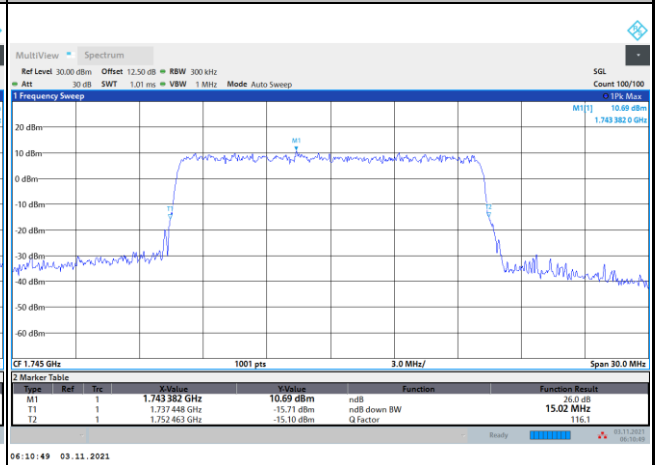 MultiView Spectrum
Ref Level 30.00 dBm Offset 12.50 dB RBW 300 kHz SGL
Att 30 dB SWT 1.01 ms VBW 1 MHz Mode Auto Sweep Count 100/100
1 Frequency Sweep 1Pk Max
M1[1] 10.69 dBm
1.743 382 0 GHz
20 dBm
M1
10 dBm
0 dBm
-10 dBm
T1 T2
-20 dBm
-30 dBm
-40 dBm
-50 dBm
-60 dBm
CF 1.745 GHz 1001 pts 3.0 MHz/ Span 30.0 MHz
2 Marker Table
Type Ref Trc X-Value Y-Value Function Function Result
M1 1 1.743 382 GHz 10.69 dBm ndB 26.0 dB
T1 1 1.737 448 GHz -15.71 dBm ndB down BW 15.02 MHz
T2 1 1.752 463 GHz -15.10 dBm Q Factor 116.1
Ready 03.11.2021
06:10:49
06:10:49 03.11.2021